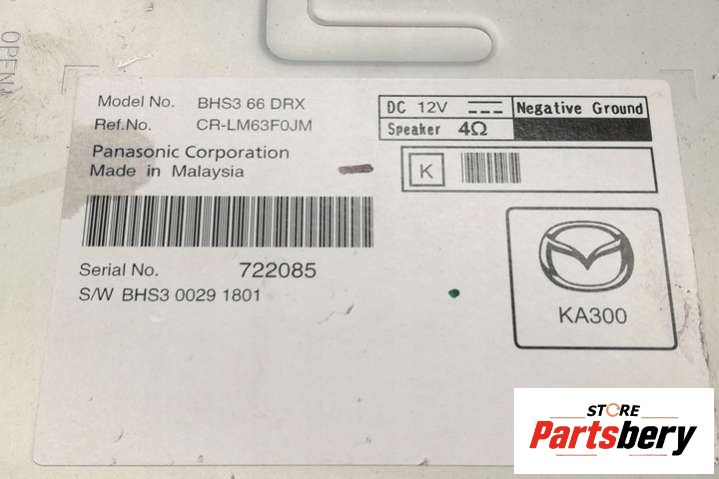 OPEN
Model No. BHS3 66 DRX
Ref.No. CR-LM63F0JM
DC 12V Negative Ground
Speaker 4Ω
Panasonic Corporation
Made in Malaysia
K
Serial No. 722085
S/W BHS3 0029 1801
KA300
STORE
Partsbery